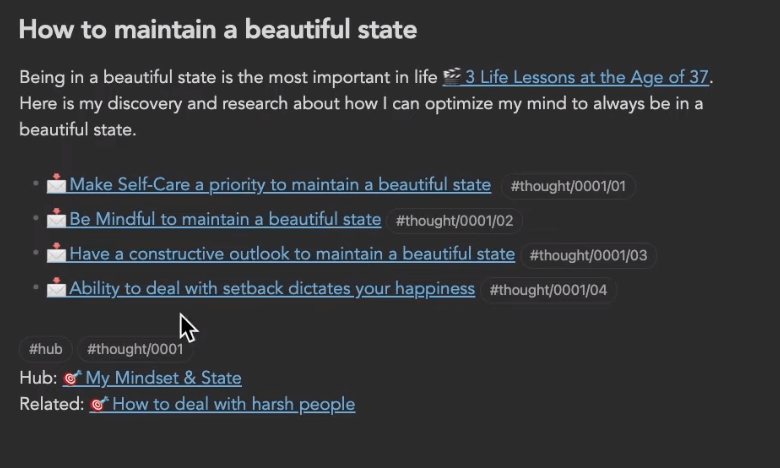 How to maintain a beautiful state
Being in a beautiful state is the most important in life 🎬 3 Life Lessons at the Age of 37.
Here is my discovery and research about how I can optimize my mind to always be in a
beautiful state.
• 📩 Make Self-Care a priority to maintain a beautiful state #thought/0001/01
• 📩 Be Mindful to maintain a beautiful state #thought/0001/02
• 📩 Have a constructive outlook to maintain a beautiful state #thought/0001/03
• 📩 Ability to deal with setback dictates your happiness #thought/0001/04
#hub #thought/0001
Hub: 🎯 My Mindset & State
Related: 🎯 How to deal with harsh people